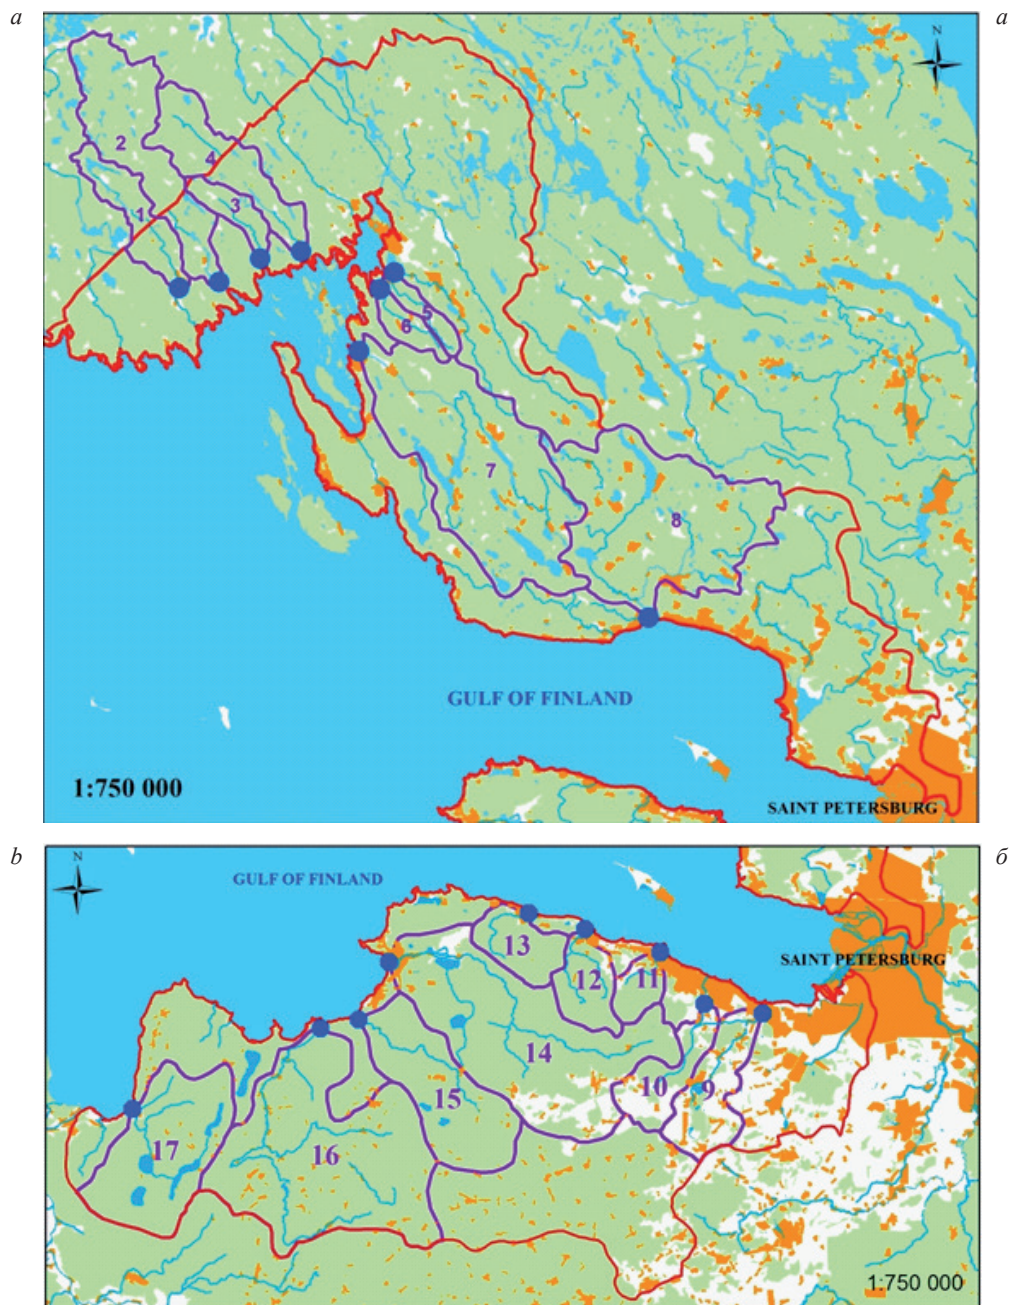 a а
N
2
4
1
3
5
6
7
8
GULF OF FINLAND
1:750 000
SAINT PETERSBURG
b б
N
GULF OF FINLAND
13
SAINT PETERSBURG
12
11
14
10
9
15
16
17
1:750 000